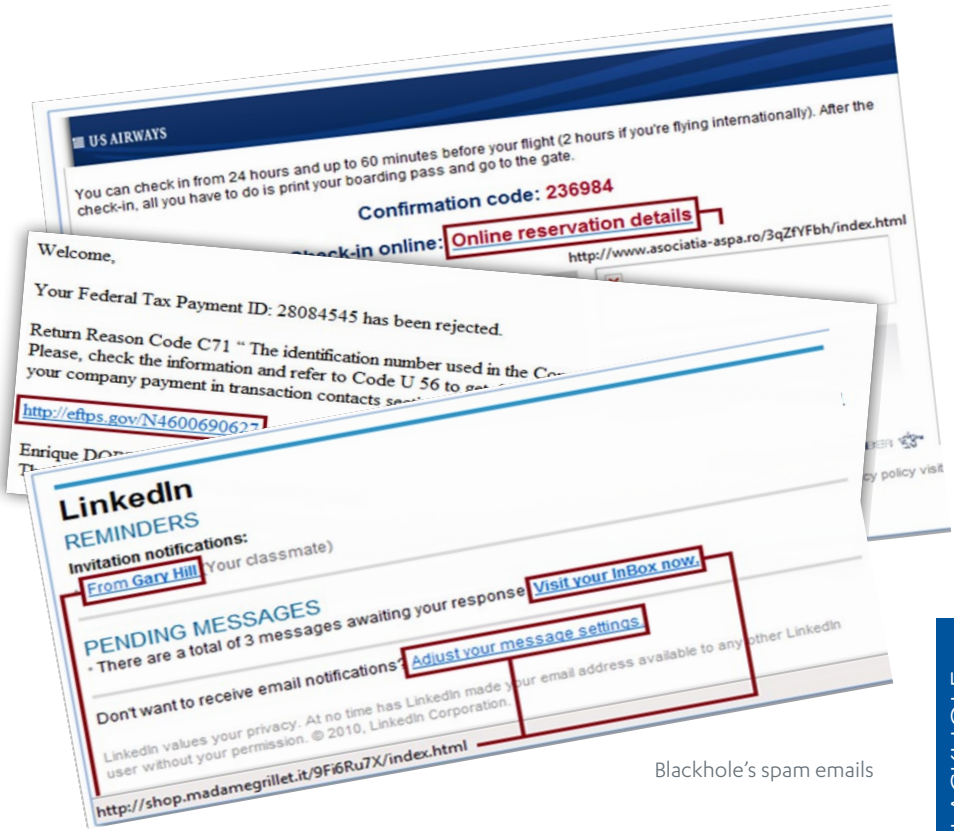 U·S AIRWAYS
You can check in from 24 hours and up to 60 minutes before your flight (2 hours if you're flying internationally). After the
check-in, all you have to do is print your boarding pass and go to the gate.
Confirmation code: 236984
online: Online reservation details
http://www.asociatia-aspa.ro/3qZfYFbh/index.html
Welcome,
Your Federal Tax Payment ID: 28084545 has been rejected.
Return Reason Code C71 “ The identification number used in the
Please, check the information and refer to Code U 56 to get
your company payment in transaction contacts
http://eftps.gov/N4600690627
Enrique
policy visit
LinkedIn
REMINDERS
Invitation notifications:
· From Gary Hill (Your classmate)
PENDING MESSAGES
· There are a total of 3 messages awaiting your response. Visit your InBox now.
Don't want to receive email notifications? Adjust your message settings.
LinkedIn values your privacy. At no time has LinkedIn made your email address available to any other LinkedIn
user without your permission. © 2010, LinkedIn Corporation.
http://shop.madamegrillet.it/9Fi6Ru7X/index.html
Blackhole’s spam emails